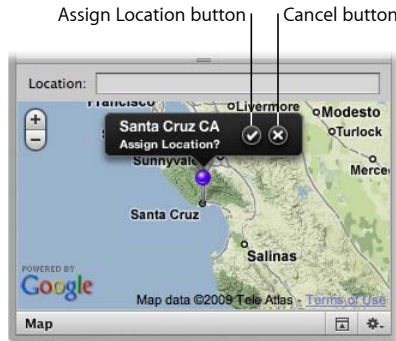 Assign Location button Cancel button
Location:
Francisco Livermore Modesto
Santa Cruz CA
Assign Location?
Turlock
Sunnyvale
Merce
Santa Cruz
Salinas
POWERED BY
Google
Map data ©2009 Tele Atlas - Terms of Use
Map